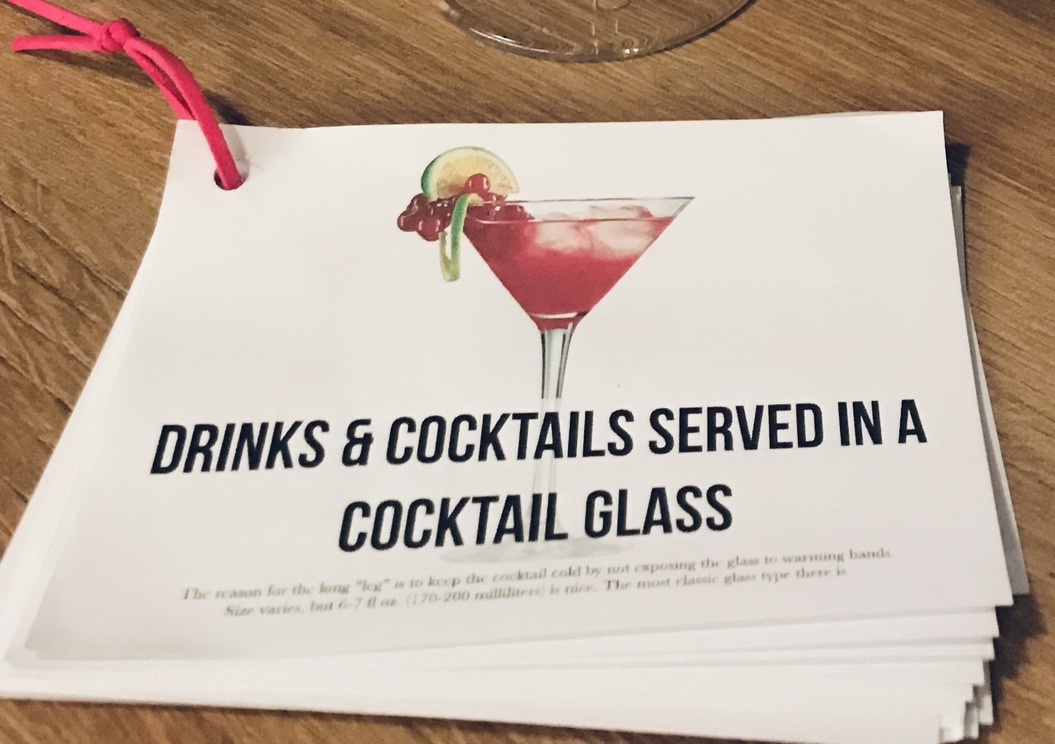 DRINKS & COCKTAILS SERVED IN A
COCKTAIL GLASS
The reason for the long "leg" is to keep the cocktail cold by not exposing the glass to warming hands.
Size varies, but 6-7 fl oz. (170-200 milliliters) is nice. The most classic glass type there is.